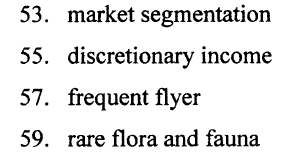 53. market segmentation
55. discretionary income
57. frequent flyer
59. rare flora and fauna